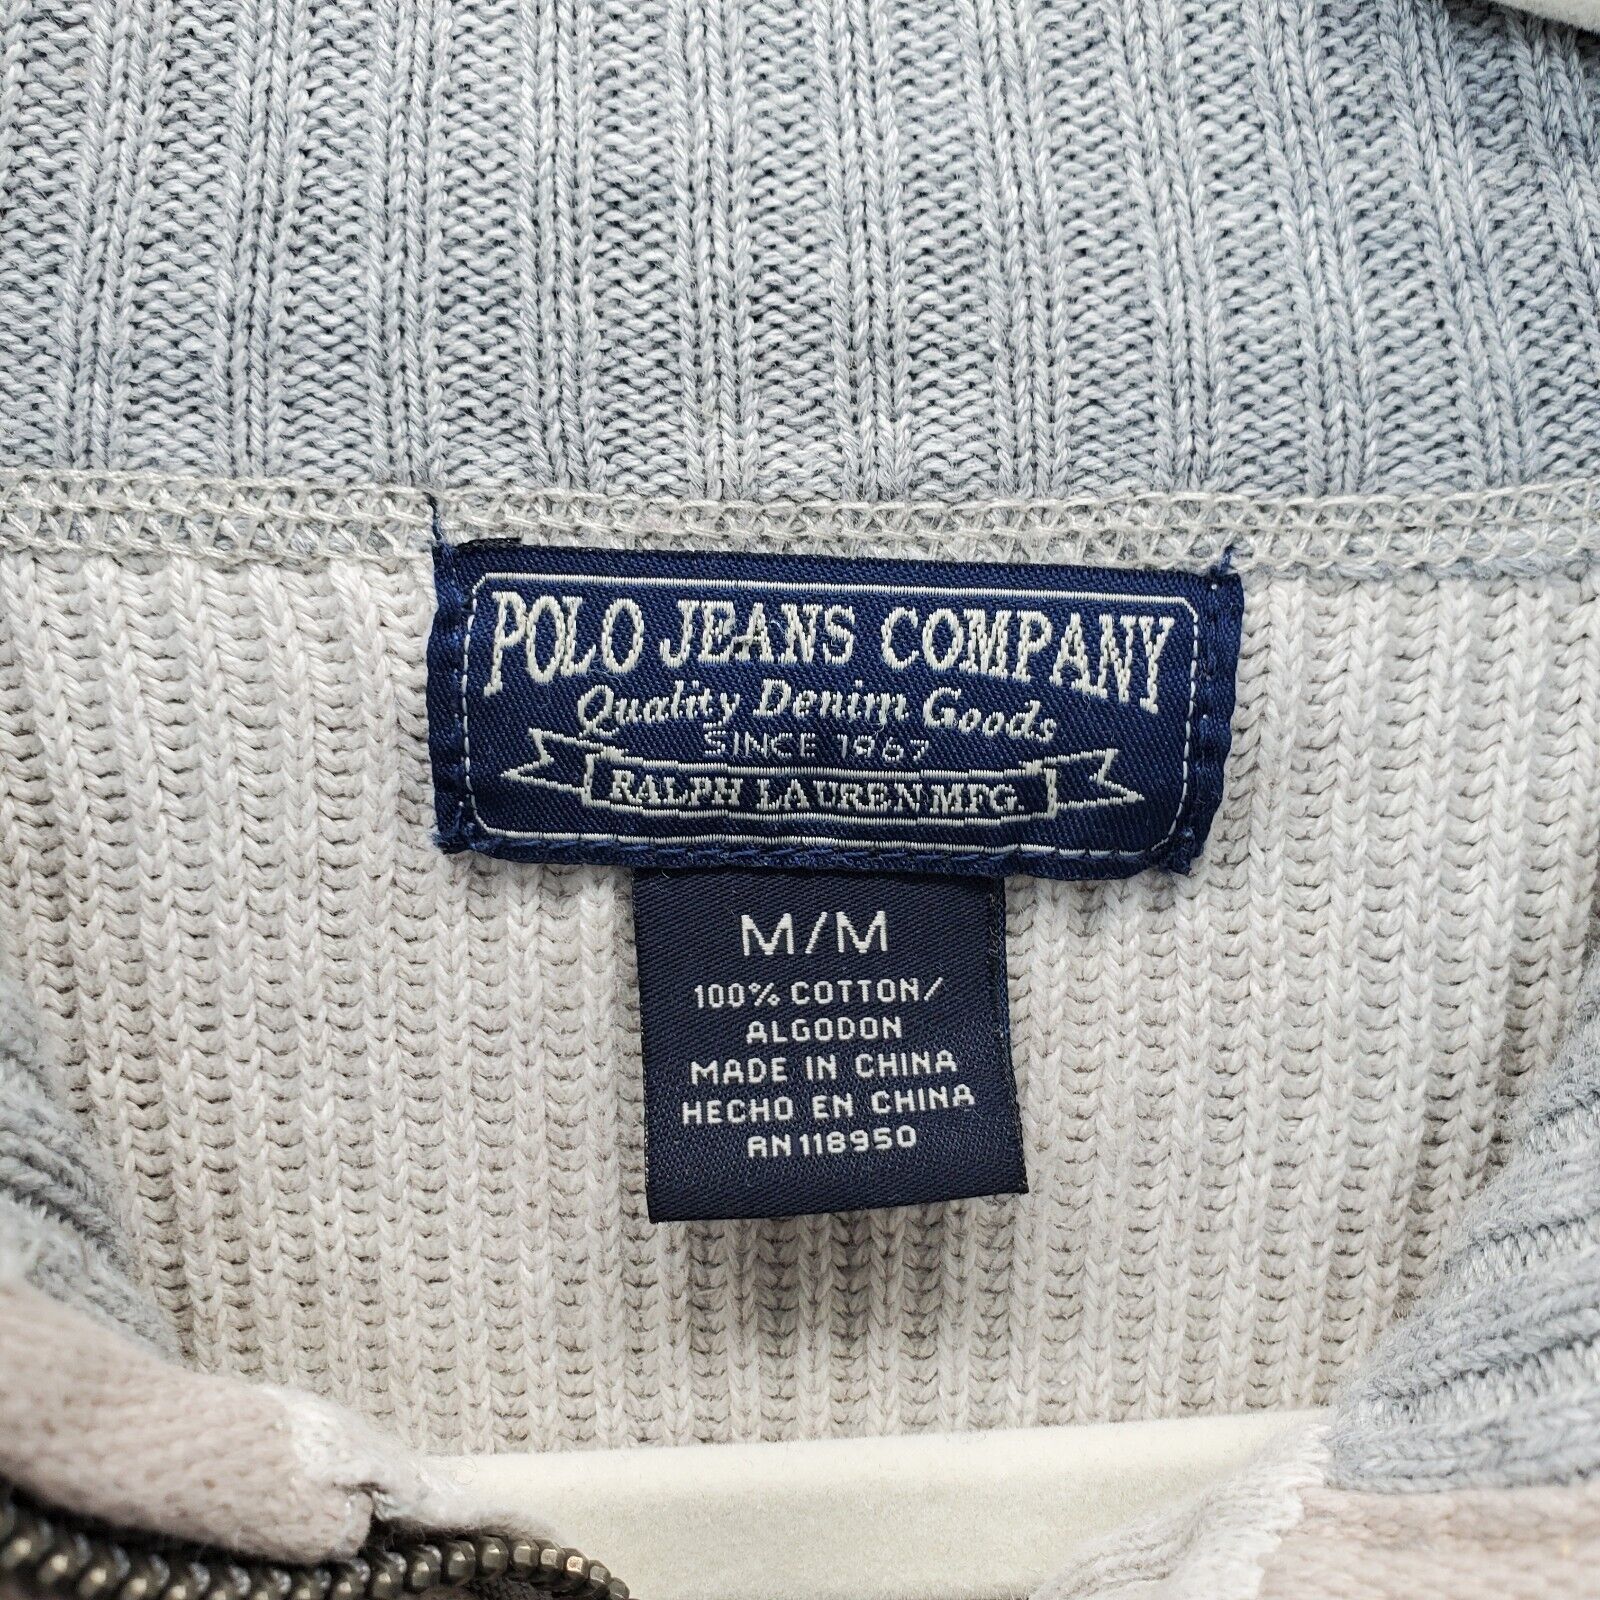 POLO JEANS COMPANY
Quality Denim Goods
SINCE 1967
RALPH LAUREN MFG.
M/M
100% COTTON/
ALGODON
MADE IN CHINA
HECHO EN CHINA
RN 118950